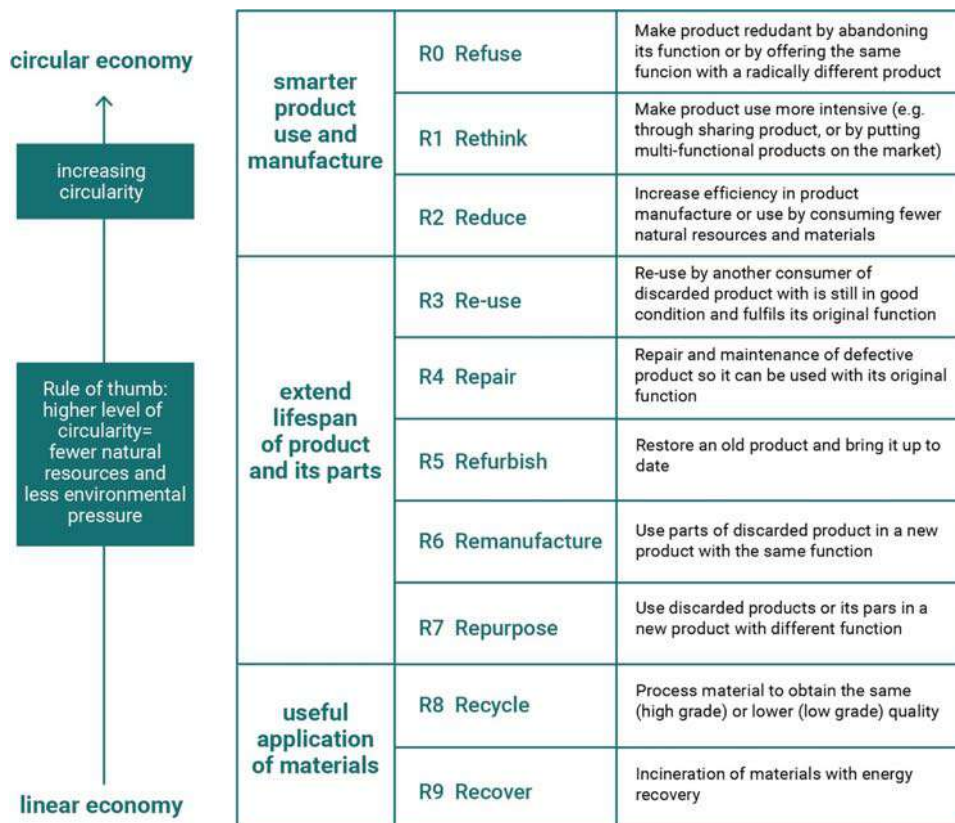 circular economy
increasing
circularity
Rule of thumb:
higher level of
circularity=
fewer natural
resources and
less environmental
pressure
linear economy
smarter
product
use and
manufacture
R0 Refuse
Make product redudant by abandoning
its function or by offering the same
funcion with a radically different product
R1 Rethink
Make product use more intensive (e.g.
through sharing product, or by putting
multi-functional products on the market)
R2 Reduce
Increase efficiency in product
manufacture or use by consuming fewer
natural resources and materials
extend
lifespan
of product
and its parts
R3 Re-use
Re-use by another consumer of
discarded product with is still in good
condition and fulfils its original function
R4 Repair
Repair and maintenance of defective
product so it can be used with its original
function
R5 Refurbish
Restore an old product and bring it up to
date
R6 Remanufacture
Use parts of discarded product in a new
product with the same function
R7 Repurpose
Use discarded products or its pars in a
new product with different function
useful
application
of materials
R8 Recycle
Process material to obtain the same
(high grade) or lower (low grade) quality
R9 Recover
Incineration of materials with energy
recovery